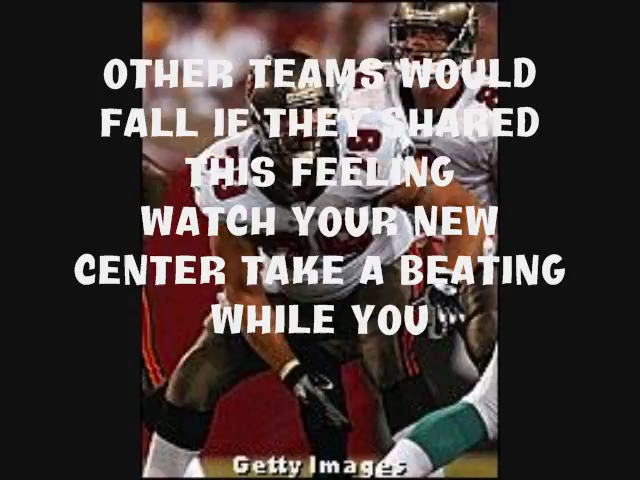 OTHER TEAMS WOULD
FALL IF THEY SHARED
THIS FEELING
WATCH YOUR NEW
CENTER TAKE A BEATING
WHILE YOU
Getty Images